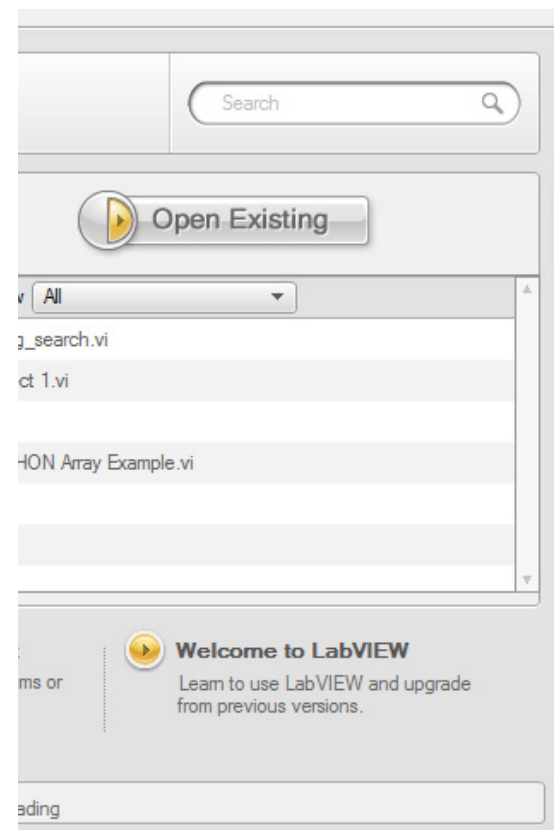 Search
Open Existing
All
g_search.vi
ct 1.vi
HON Array Example.vi
Welcome to LabVIEW
ms or
Learn to use LabVIEW and upgrade
from previous versions.
ading